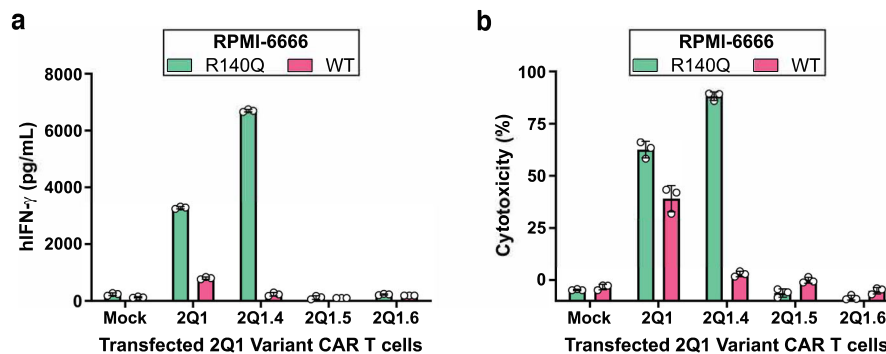 a
RPMI-6666
R140Q WT
hIFN-γ (pg/mL)
8000
6000
4000
2000
0
Mock 2Q1 2Q1.4 2Q1.5 2Q1.6
Transfected 2Q1 Variant CAR T cells
b
RPMI-6666
R140Q WT
Cytotoxicity (%)
100
75
50
25
0
Mock 2Q1 2Q1.4 2Q1.5 2Q1.6
Transfected 2Q1 Variant CAR T cells